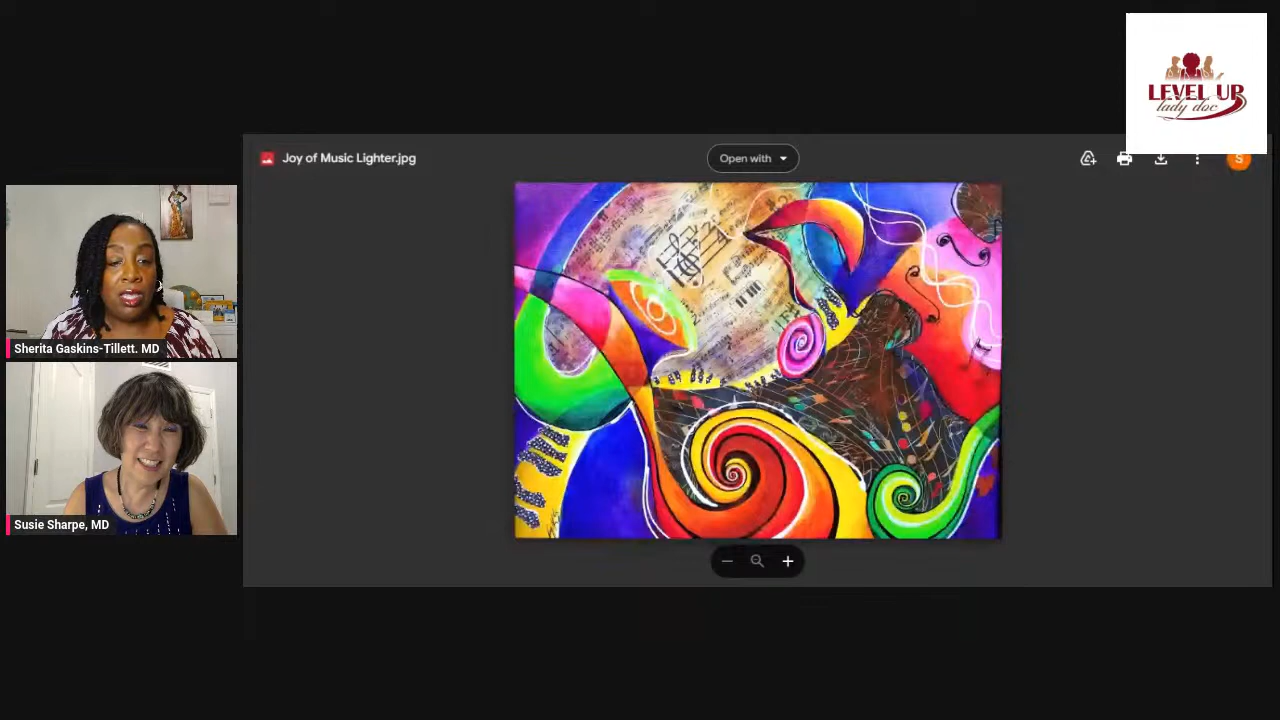 LEVEL UP
lady doc
Joy of Music Lighter.jpg
Open with
S
Sherita Gaskins-Tillett. MD
Susie Sharpe, MD